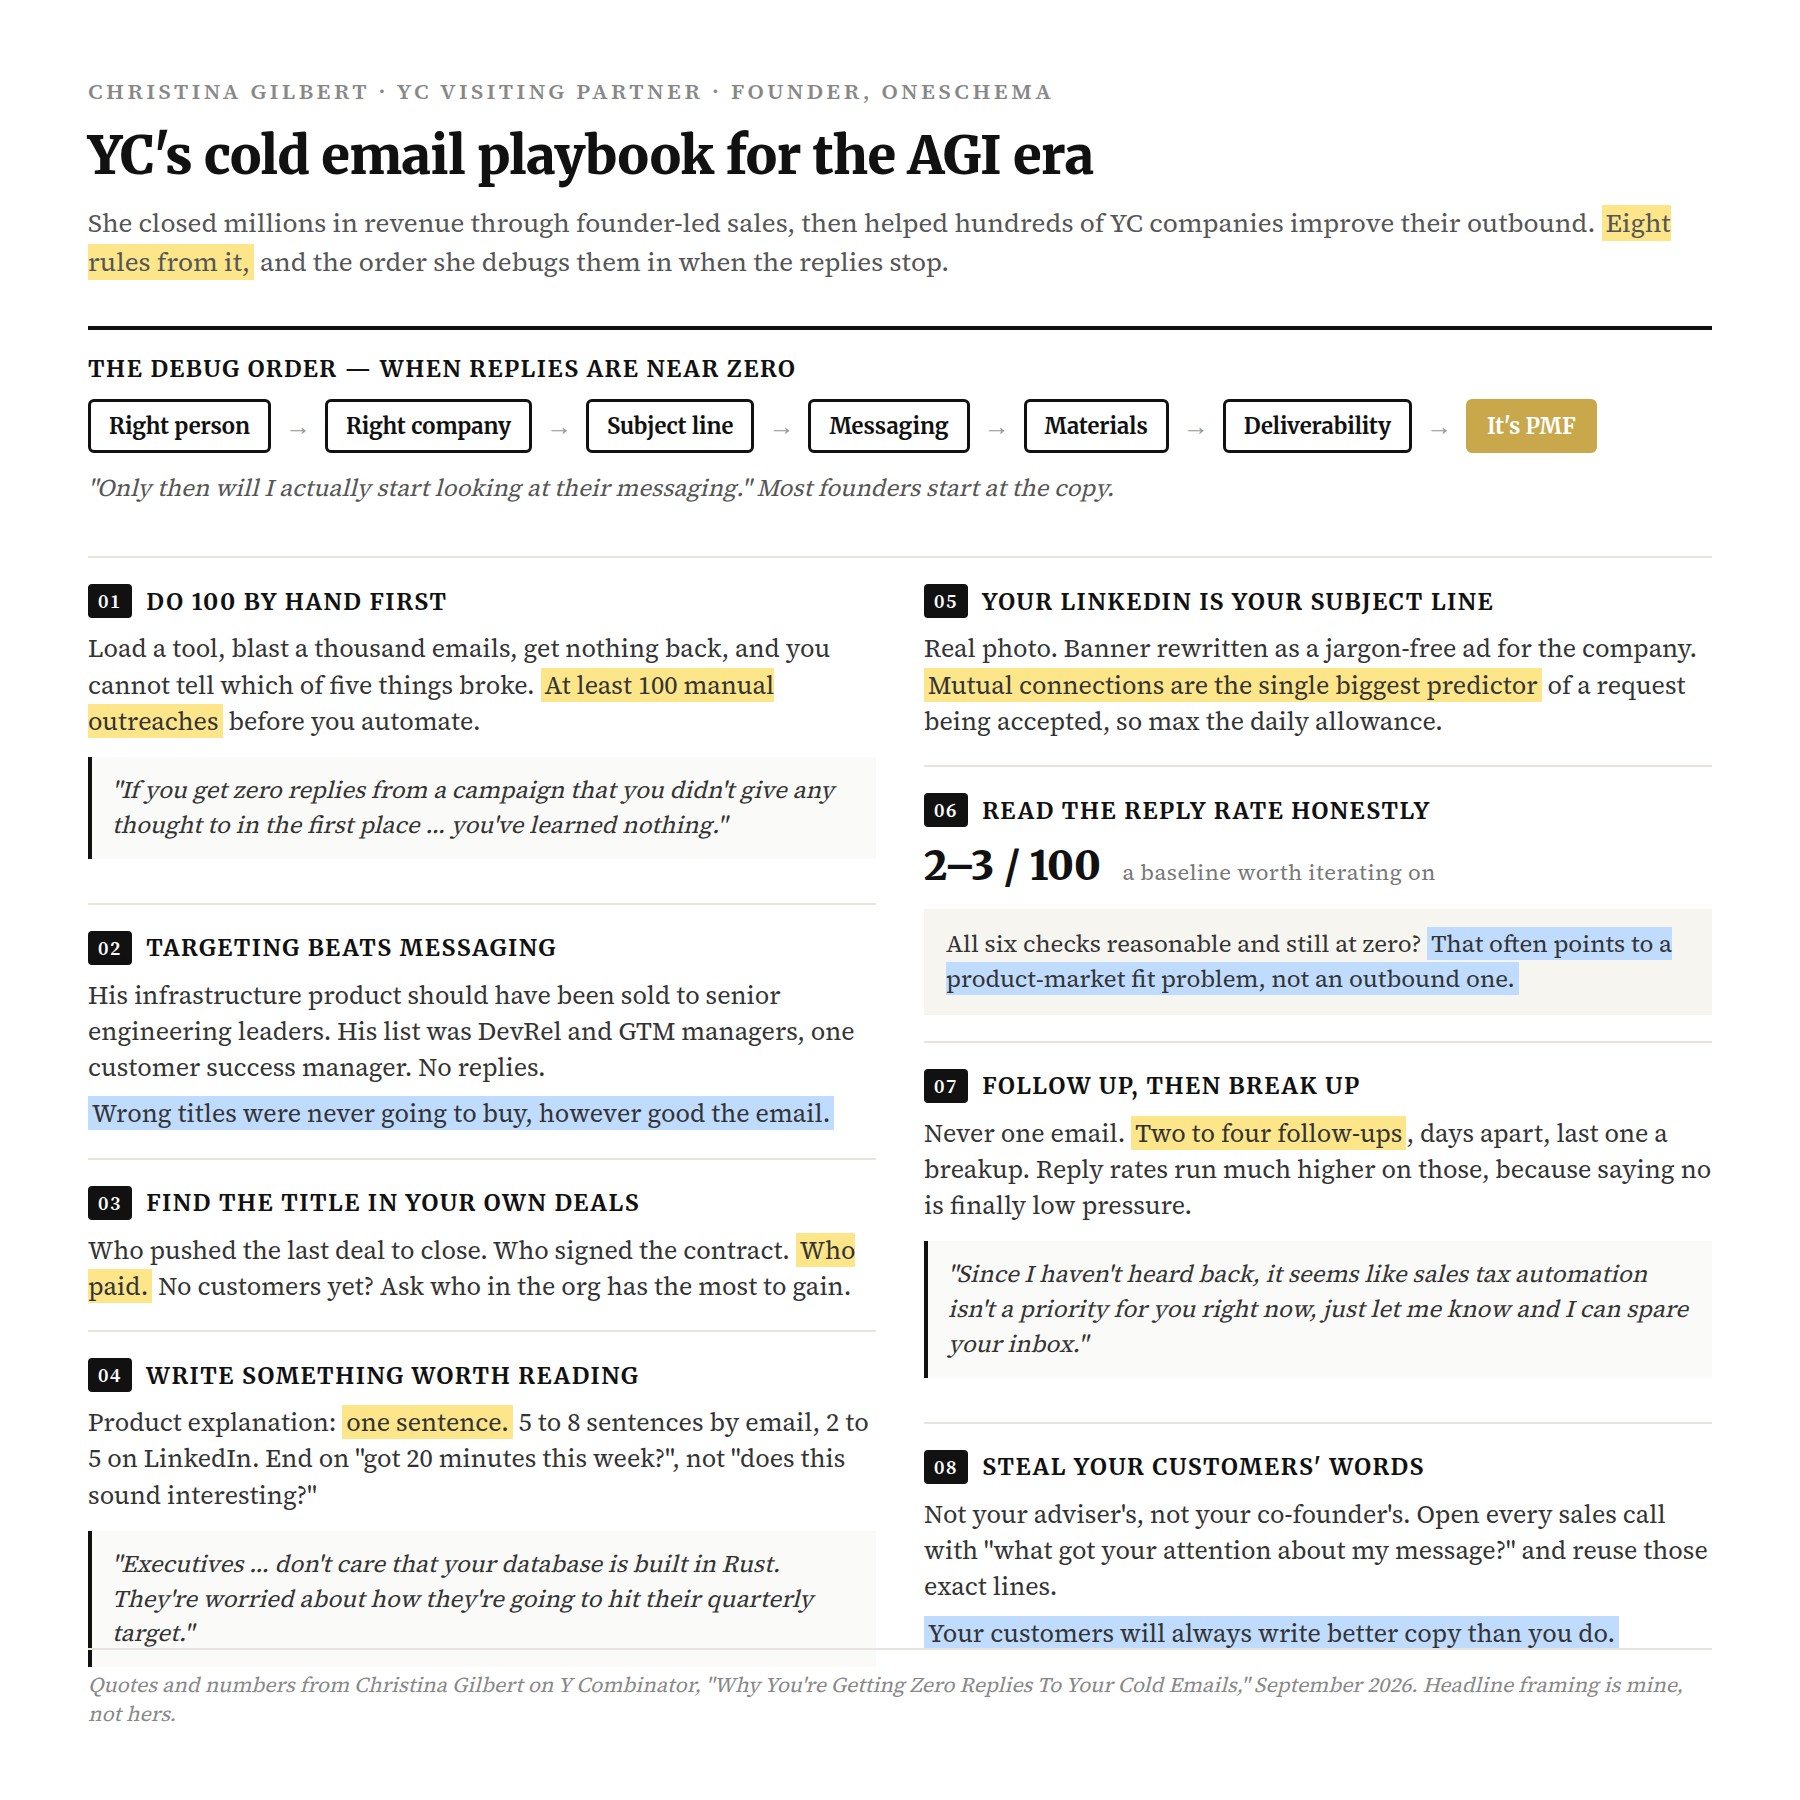 CHRISTINA GILBERT · YC VISITING PARTNER · FOUNDER, ONESCHEMA
YC's cold email playbook for the AGI era
She closed millions in revenue through founder-led sales, then helped hundreds of YC companies improve their outbound. Eight
rules from it, and the order she debugs them in when the replies stop.
THE DEBUG ORDER — WHEN REPLIES ARE NEAR ZERO
Right person → Right company → Subject line → Messaging → Materials → Deliverability → It's PMF
"Only then will I actually start looking at their messaging." Most founders start at the copy.
01 DO 100 BY HAND FIRST
Load a tool, blast a thousand emails, get nothing back, and you
cannot tell which of five things broke. At least 100 manual
outreaches before you automate.
"If you get zero replies from a campaign that you didn't give any
thought to in the first place ... you've learned nothing."
02 TARGETING BEATS MESSAGING
His infrastructure product should have been sold to senior
engineering leaders. His list was DevRel and GTM managers, one
customer success manager. No replies.
Wrong titles were never going to buy, however good the email.
03 FIND THE TITLE IN YOUR OWN DEALS
Who pushed the last deal to close. Who signed the contract. Who
paid. No customers yet? Ask who in the org has the most to gain.
04 WRITE SOMETHING WORTH READING
Product explanation: one sentence. 5 to 8 sentences by email, 2 to
5 on LinkedIn. End on "got 20 minutes this week?", not "does this
sound interesting?"
"Executives ... don't care that your database is built in Rust.
They're worried about how they're going to hit their quarterly
target."
05 YOUR LINKEDIN IS YOUR SUBJECT LINE
Real photo. Banner rewritten as a jargon-free ad for the company.
Mutual connections are the single biggest predictor of a request
being accepted, so max the daily allowance.
06 READ THE REPLY RATE HONESTLY
2–3 / 100 a baseline worth iterating on
All six checks reasonable and still at zero? That often points to a
product-market fit problem, not an outbound one.
07 FOLLOW UP, THEN BREAK UP
Never one email. Two to four follow-ups, days apart, last one a
breakup. Reply rates run much higher on those, because saying no
is finally low pressure.
"Since I haven't heard back, it seems like sales tax automation
isn't a priority for you right now, just let me know and I can spare
your inbox."
08 STEAL YOUR CUSTOMERS' WORDS
Not your adviser's, not your co-founder's. Open every sales call
with "what got your attention about my message?" and reuse those
exact lines.
Your customers will always write better copy than you do.
Quotes and numbers from Christina Gilbert on Y Combinator, "Why You're Getting Zero Replies To Your Cold Emails," September 2026. Headline framing is mine,
not hers.